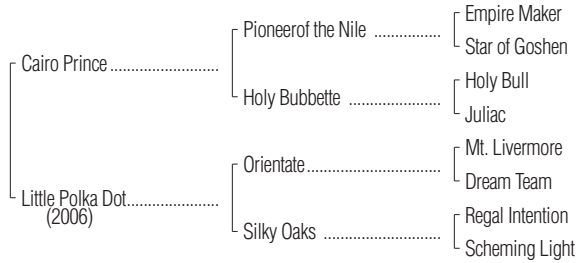 Empire Maker
Pioneerof the Nile ..................
Star of Goshen
Cairo Prince ........................
Holy Bull
Holy Bubbette .......................
Juliac
Mt. Livermore
Orientate...............................
Dream Team
Little Polka Dot....................
(2006)
Regal Intention
Silky Oaks ...........................
Scheming Light